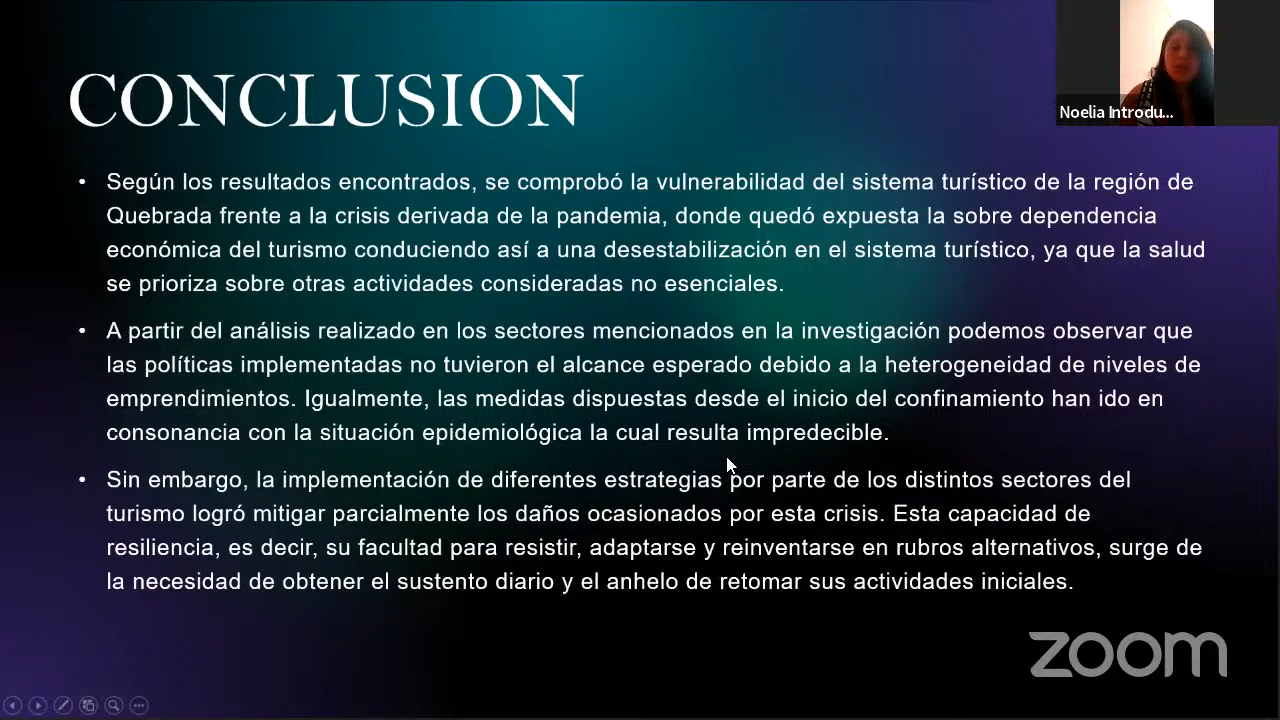 CONCLUSION
Noelia Introdu...
• Según los resultados encontrados, se comprobó la vulnerabilidad del sistema turístico de la región de
Quebrada frente a la crisis derivada de la pandemia, donde quedó expuesta la sobre dependencia
económica del turismo conduciendo así a una desestabilización en el sistema turístico, ya que la salud
se prioriza sobre otras actividades consideradas no esenciales.
• A partir del análisis realizado en los sectores mencionados en la investigación podemos observar que
las políticas implementadas no tuvieron el alcance esperado debido a la heterogeneidad de niveles de
emprendimientos. Igualmente, las medidas dispuestas desde el inicio del confinamiento han ido en
consonancia con la situación epidemiológica la cual resulta impredecible.
• Sin embargo, la implementación de diferentes estrategias por parte de los distintos sectores del
turismo logró mitigar parcialmente los daños ocasionados por esta crisis. Esta capacidad de
resiliencia, es decir, su facultad para resistir, adaptarse y reinventarse en rubros alternativos, surge de
la necesidad de obtener el sustento diario y el anhelo de retomar sus actividades iniciales.
zoom